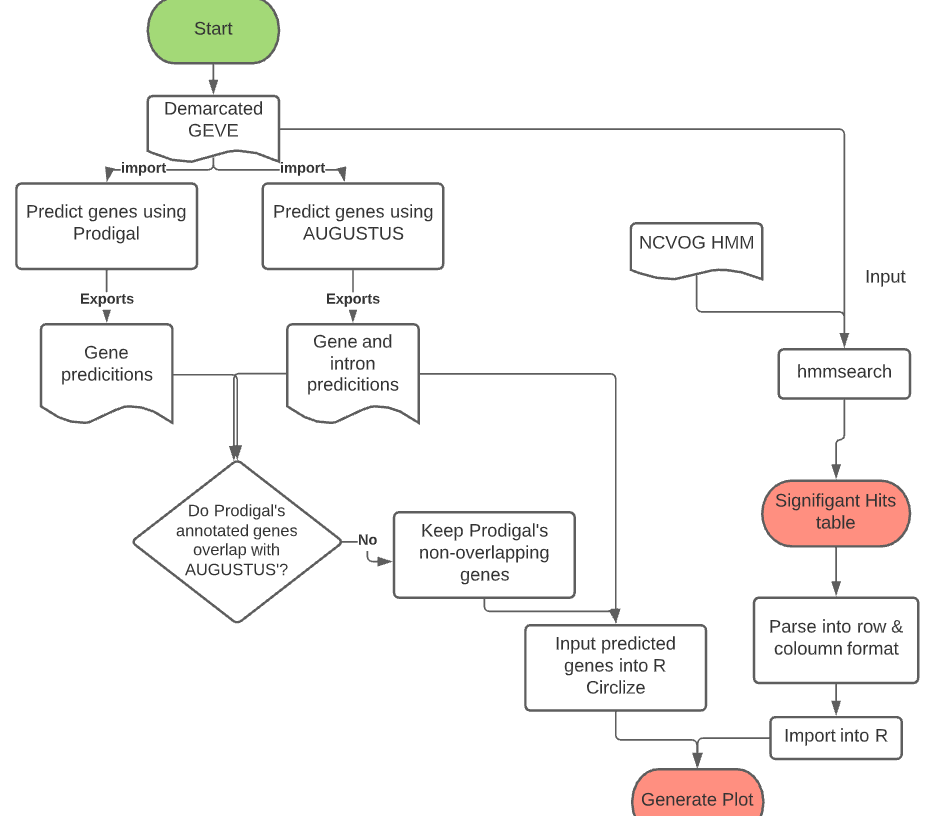 Start
Demarcated
GEVE
import
import
Predict genes using
Prodigal
Predict genes using
AUGUSTUS
NCVOG HMM
Input
Exports
Exports
Gene
predicitions
Gene and
intron
predicitions
hmmsearch
Signifigant Hits
table
Do Prodigal's
annotated genes
overlap with
AUGUSTUS'?
No
Keep Prodigal's
non-overlapping
genes
Parse into row &
coloumn format
Input predicted
genes into R
Circlize
Import into R
Generate Plot